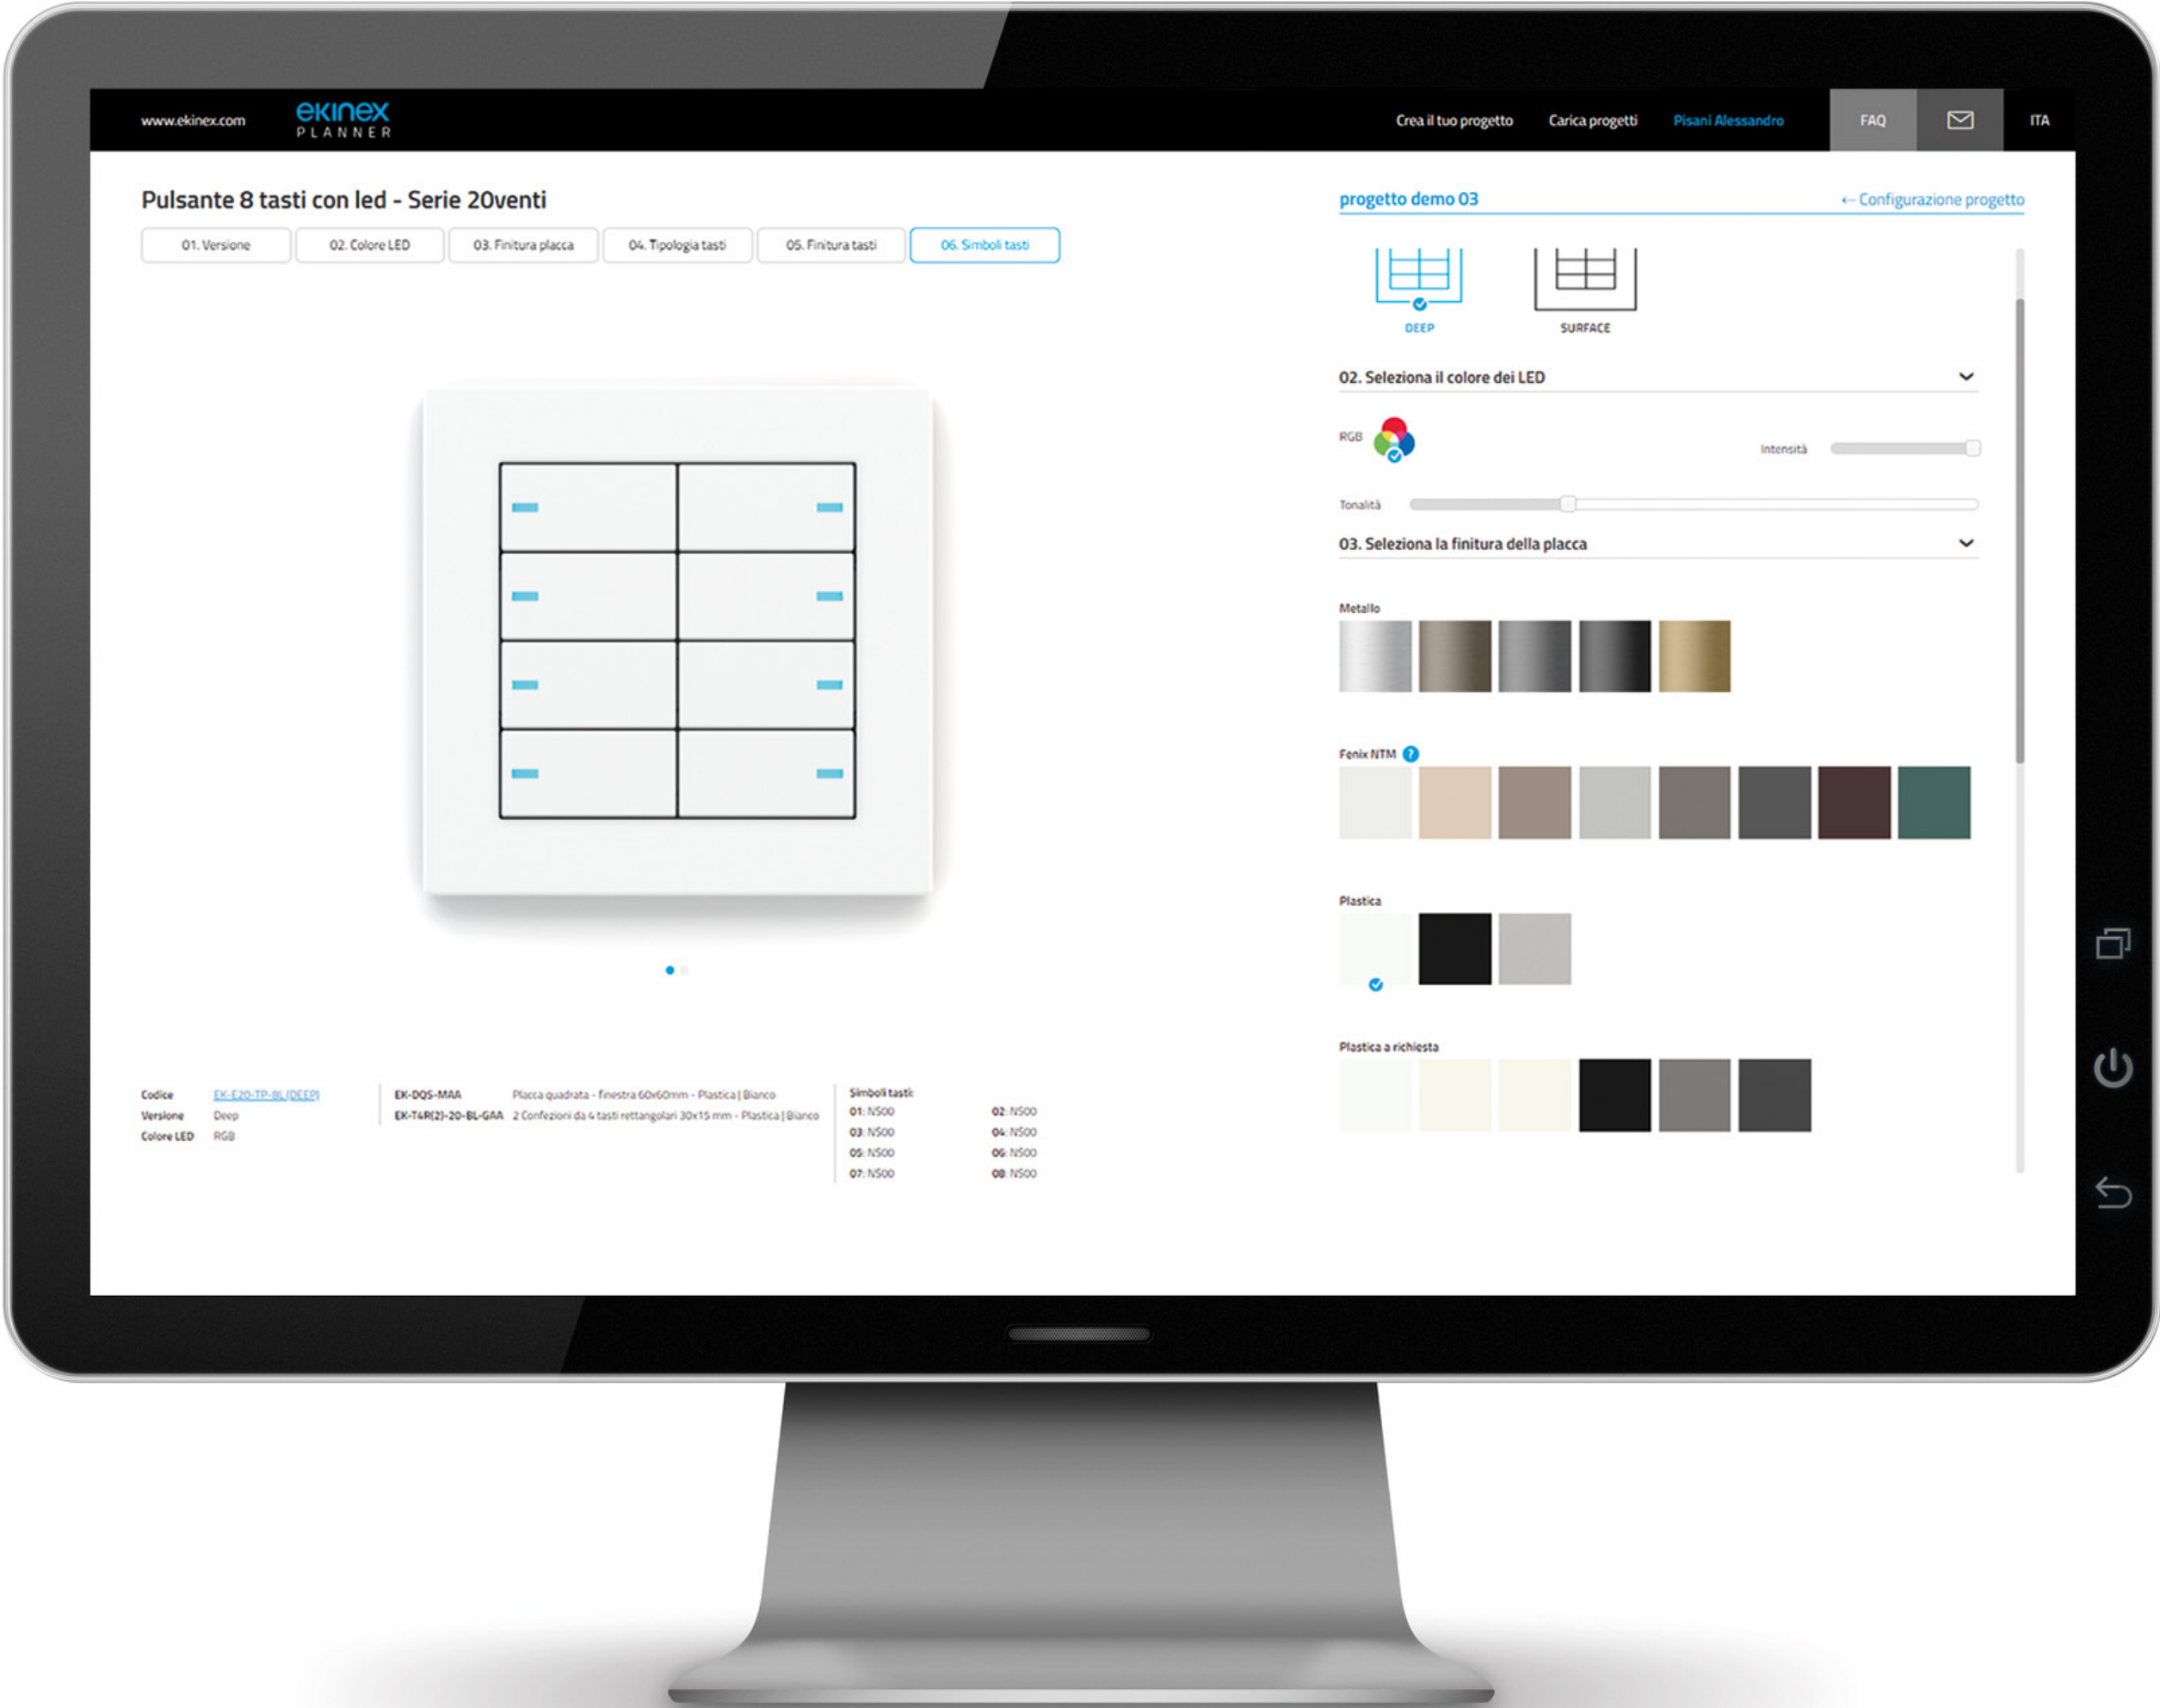 www.ekinex.com
ekinex
PLANNER
Crea il tuo progetto
Carica progetti
Pisani Alessandro
FAQ
ITA
Pulsante 8 tasti con led - Serie 20venti
01. Versione
02. Colore LED
03. Finitura placca
04. Tipologia tasti
05. Finitura tasti
06. Simboli tasti
progetto demo 03
← Configurazione progetto
DEEP
SURFACE
02. Seleziona il colore dei LED
RGB
Intensità
Tonalità
03. Seleziona la finitura della placca
Metallo
Fenix NTM ?
Plastica
Plastica a richiesta
Codice EK-E20-TP-8L (DEEP)
Versione Deep
Colore LED RGB
EK-DQS-MAA Placca quadrata - finestra 60x60mm - Plastica | Bianco
EK-T4R(2)-20-BL-GAA 2 Confezioni da 4 tasti rettangolari 30x15 mm - Plastica | Bianco
Simboli tasti:
01: NS00 02: NS00
03: NS00 04: NS00
05: NS00 06: NS00
07: NS00 08: NS00